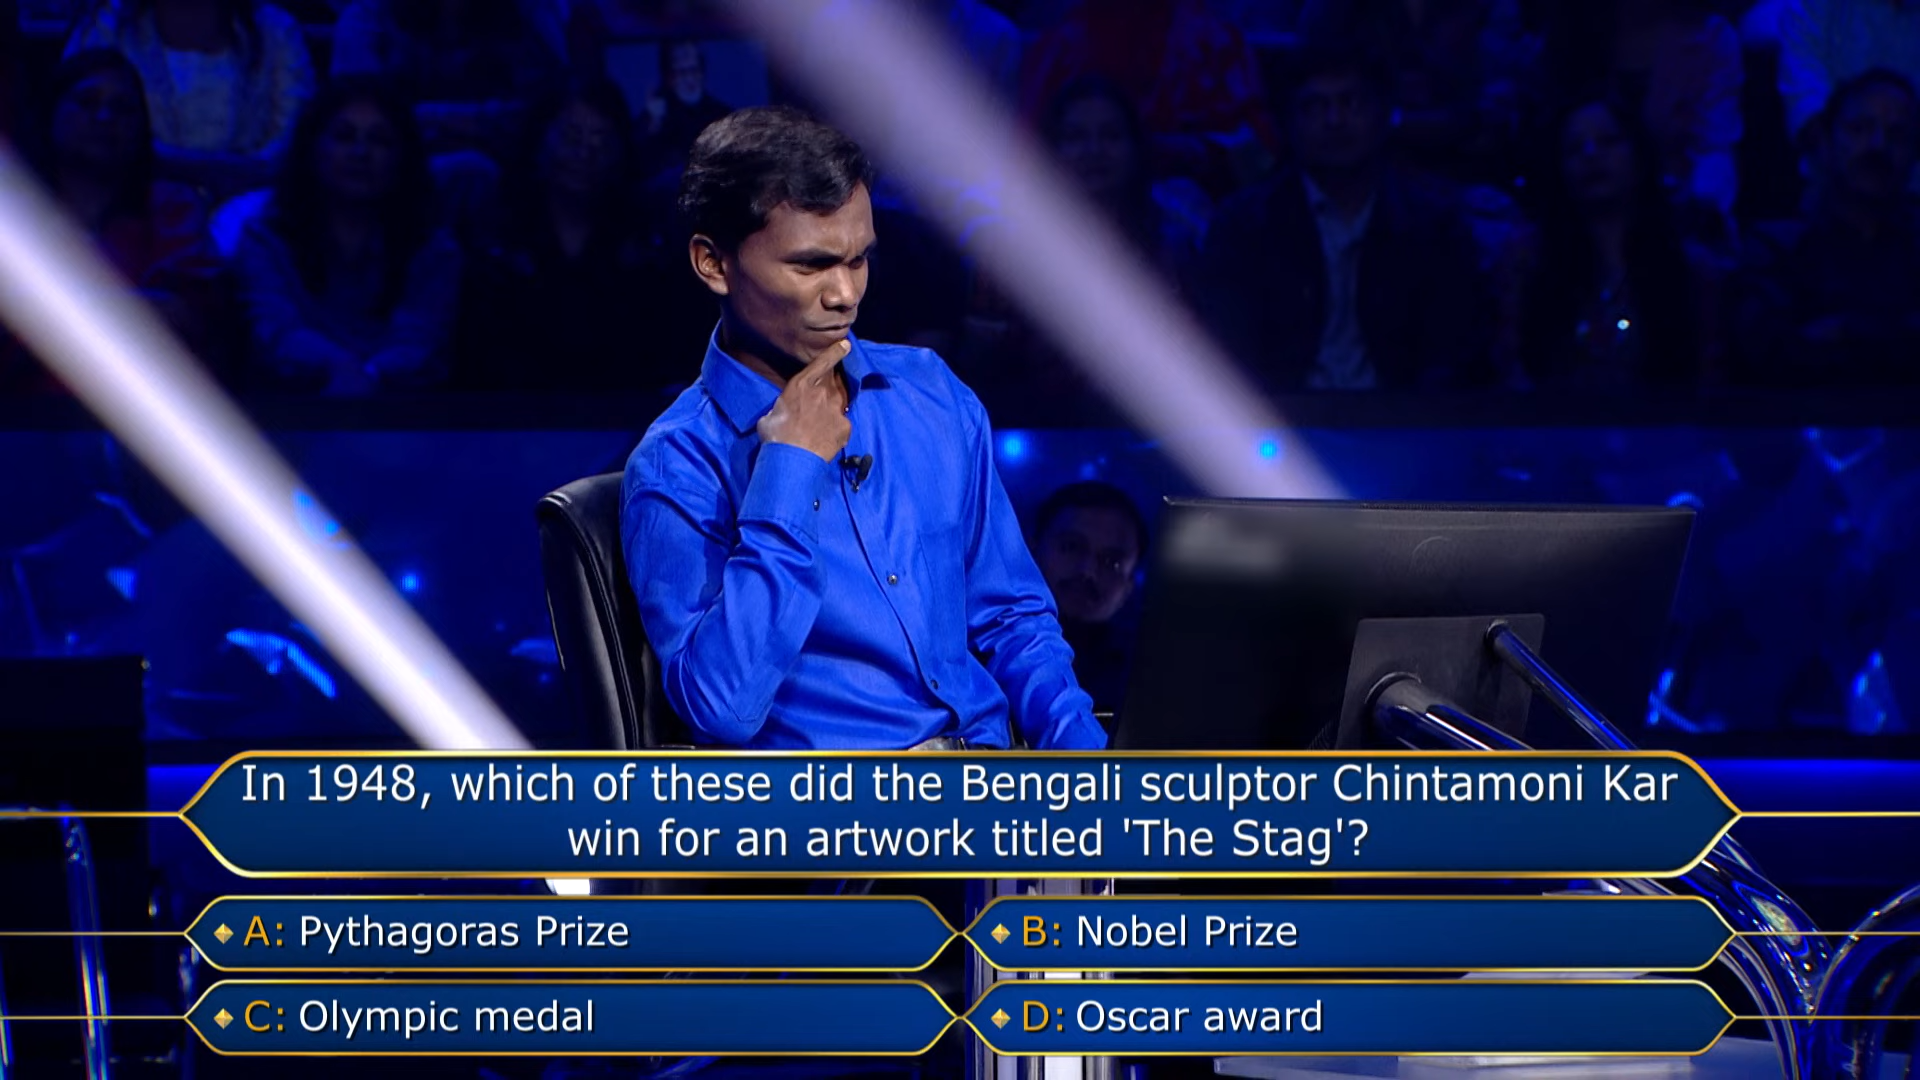 In 1948, which of these did the Bengali sculptor Chintamoni Kar
win for an artwork titled 'The Stag'?
A: Pythagoras Prize
B: Nobel Prize
C: Olympic medal
D: Oscar award